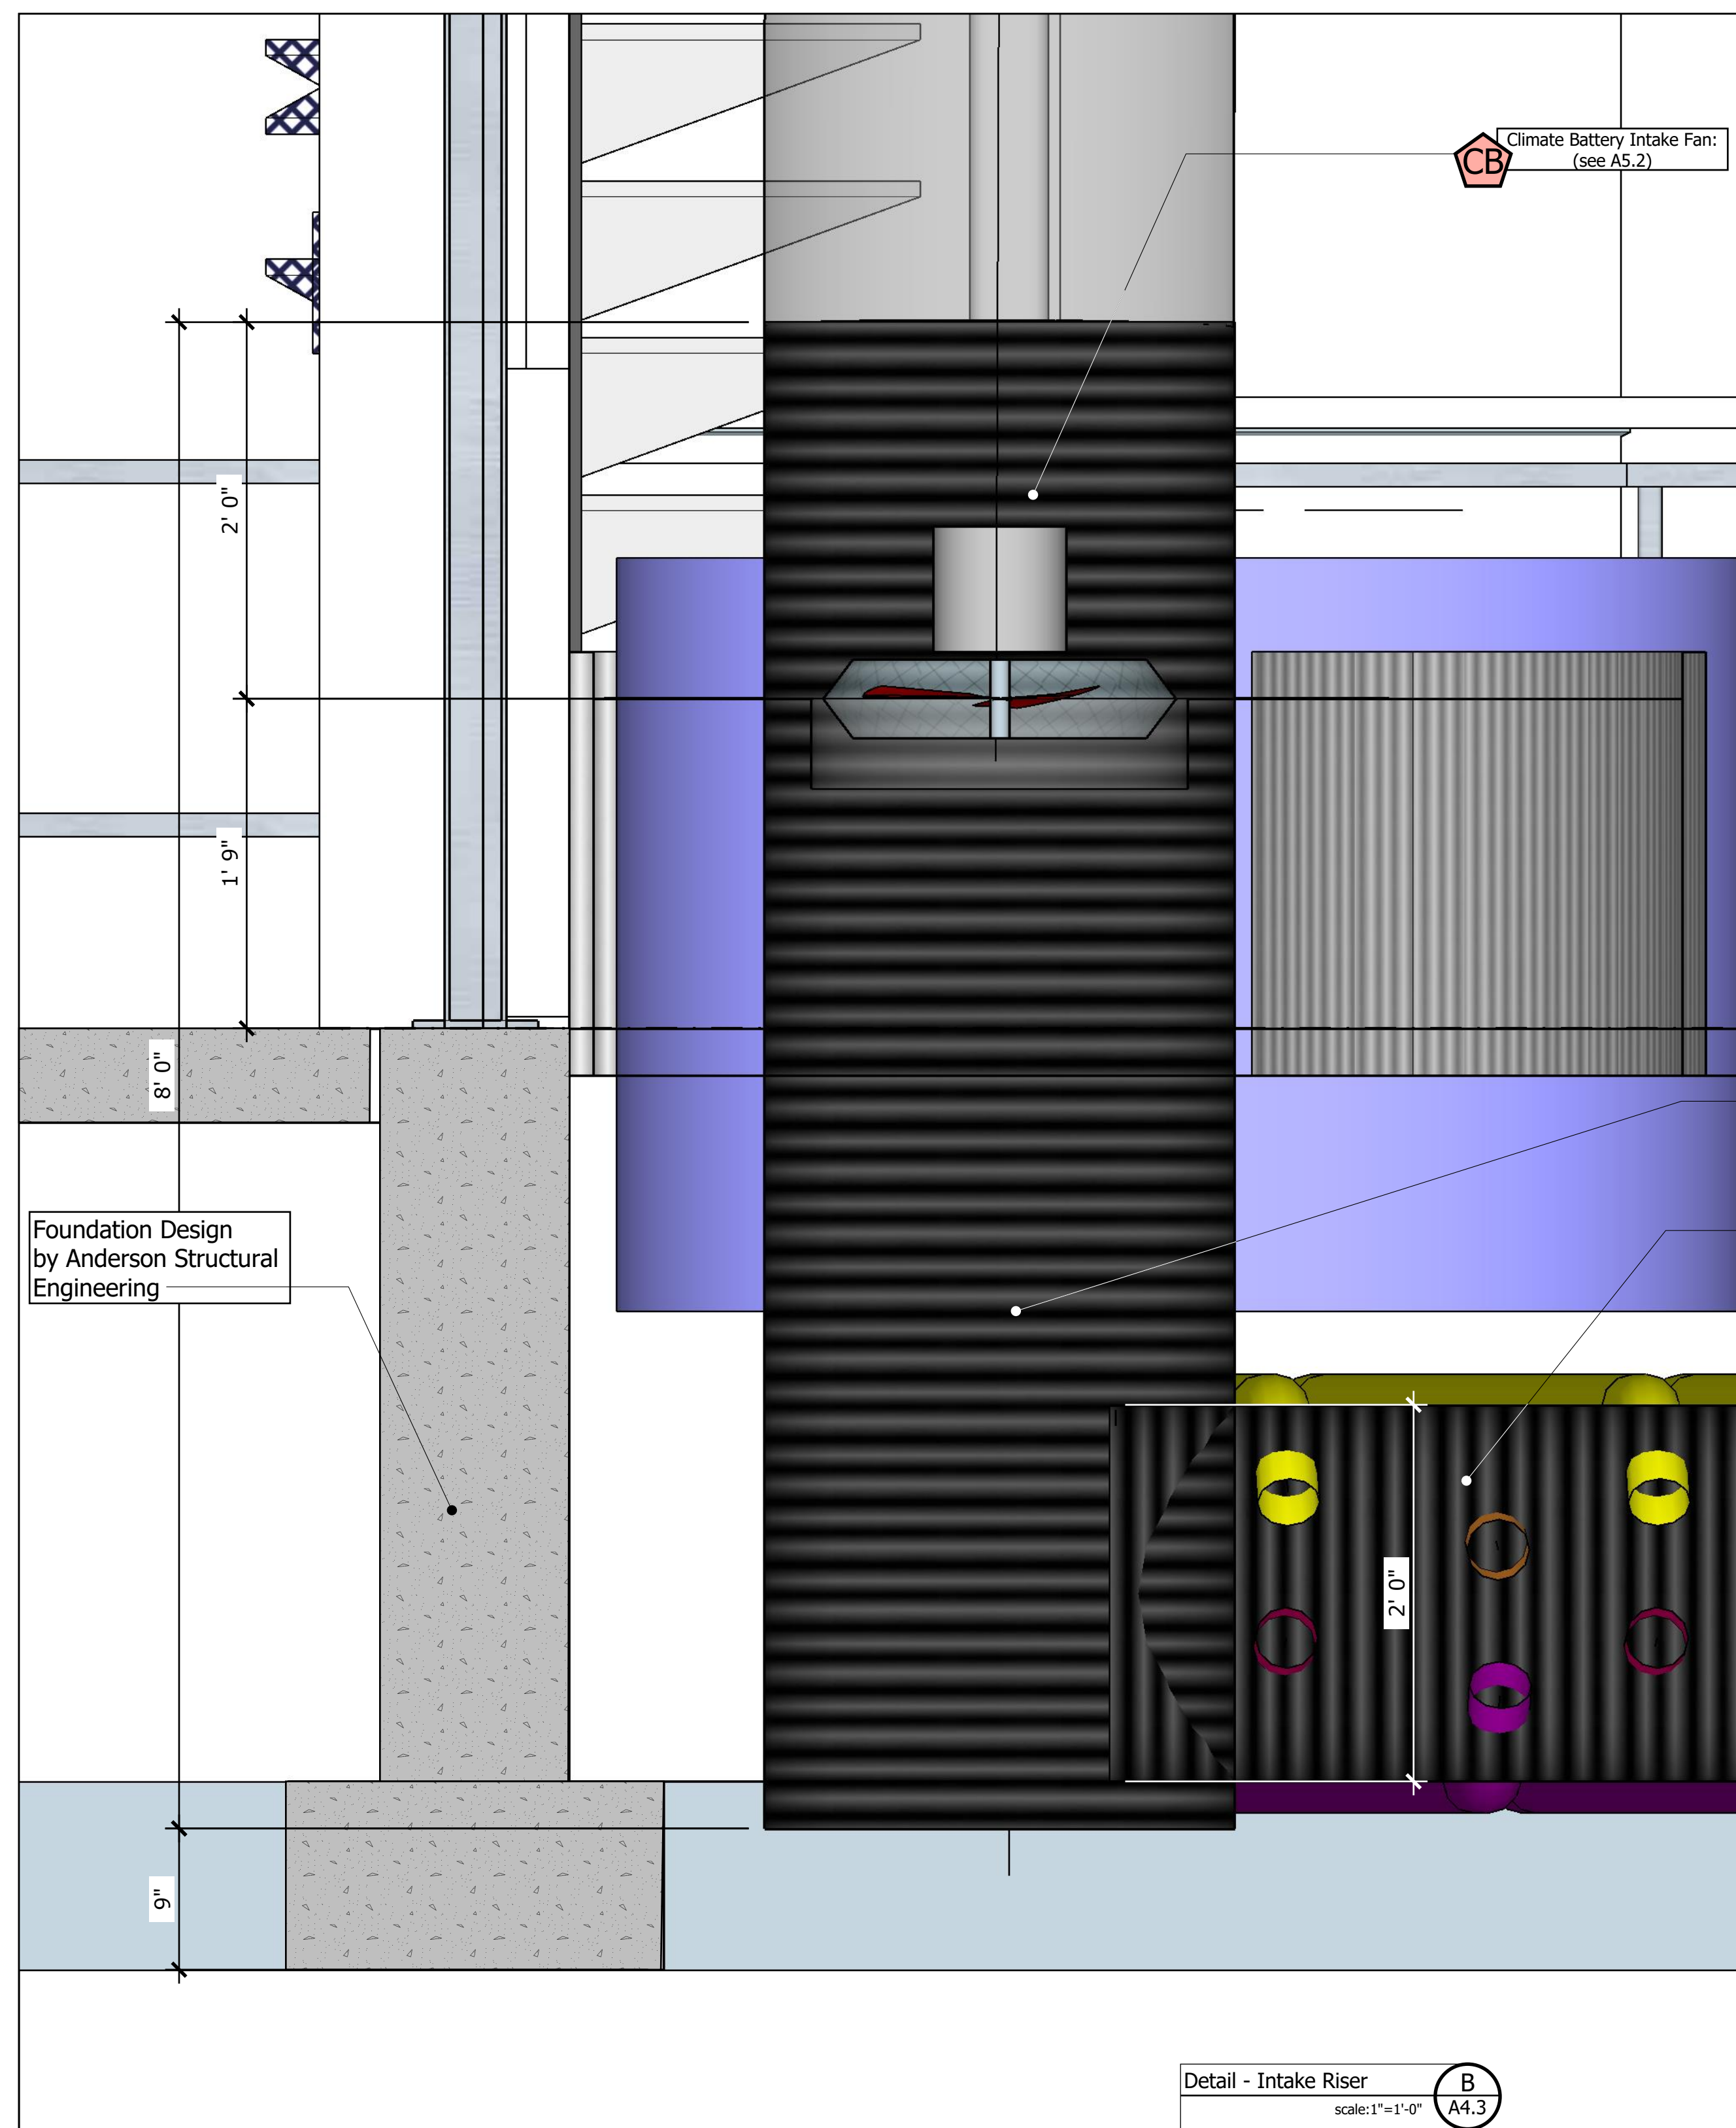 CB
Climate Battery Intake Fan:
(see A5.2)
2' 0"
1' 9"
8' 0"
Foundation Design
by Anderson Structural
Engineering
2' 0"
9"
Detail - Intake Riser
scale:1"=1'-0"
B
A4.3